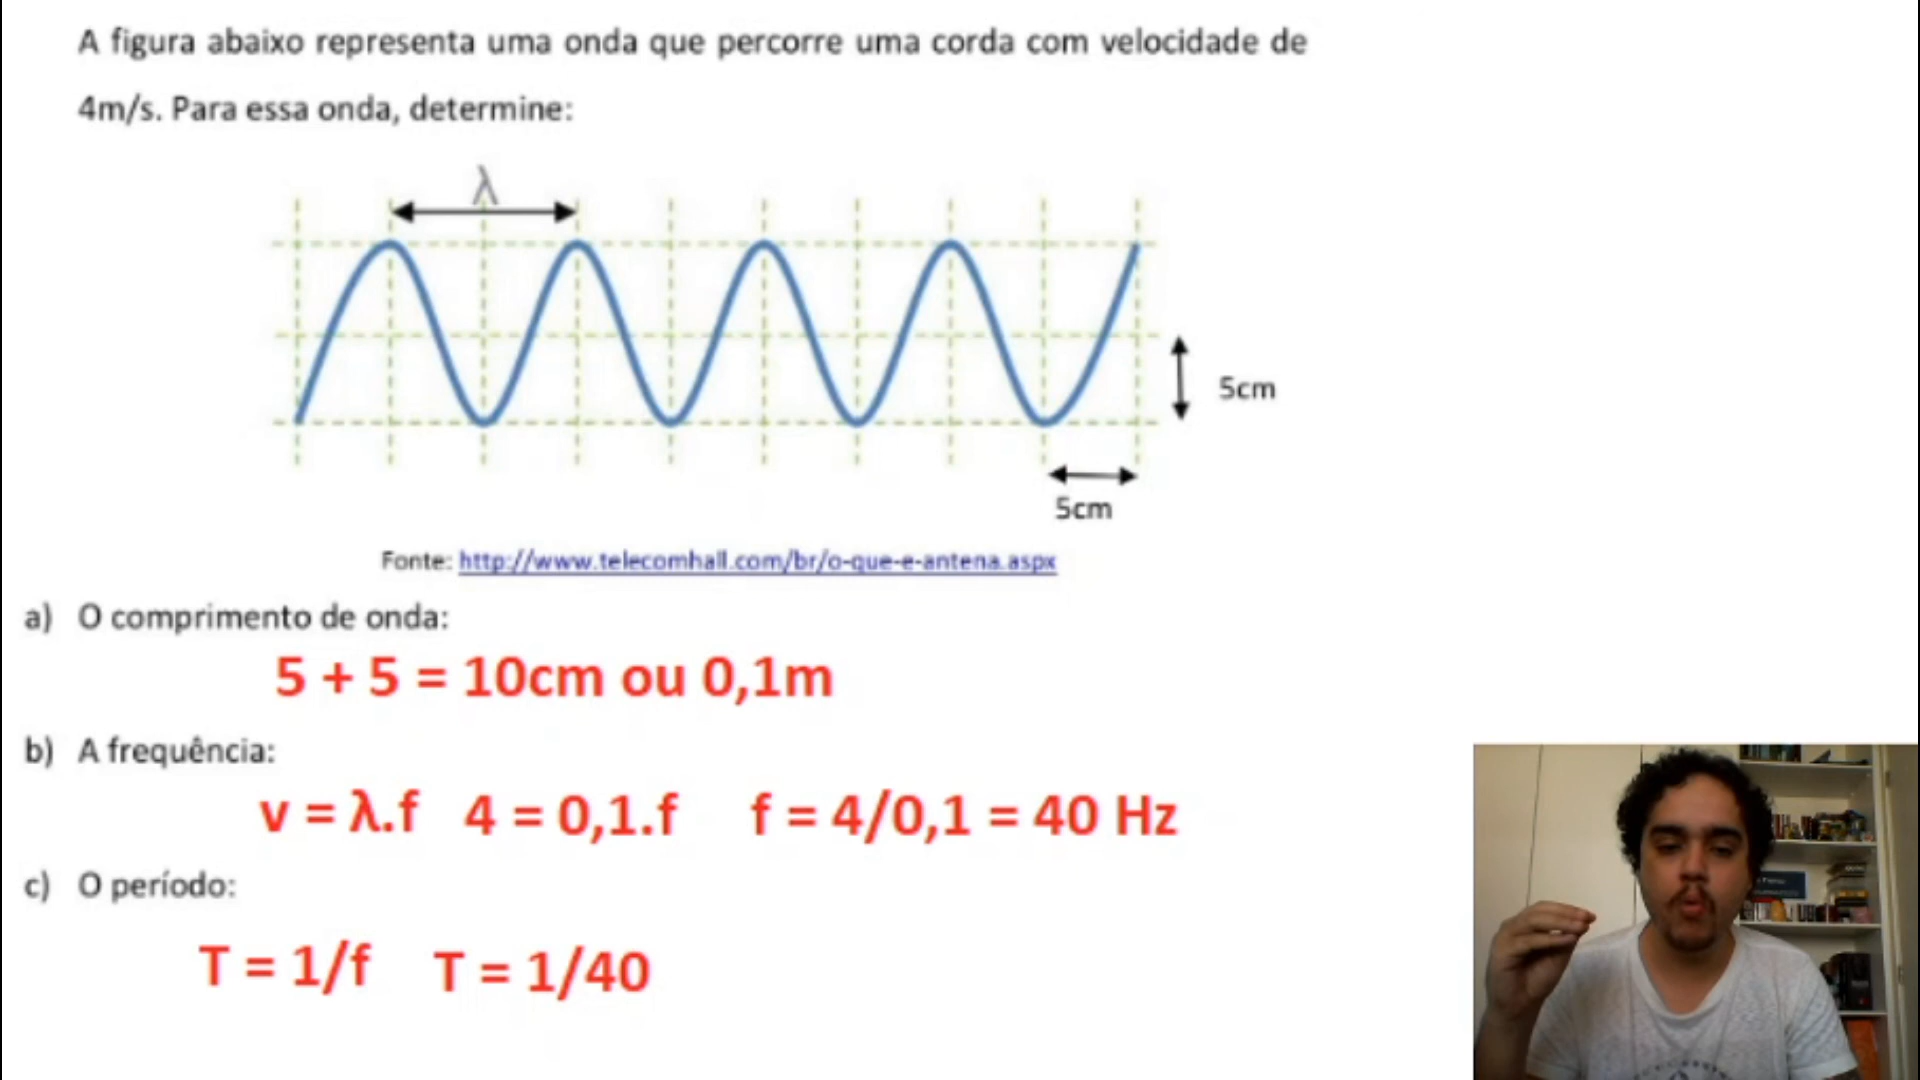 A figura abaixo representa uma onda que percorre uma corda com velocidade de
4m/s. Para essa onda, determine:
λ
5cm
5cm
Fonte: http://www.telecomhall.com/br/o-que-e-antena.aspx
a) O comprimento de onda:
5 + 5 = 10cm ou 0,1m
b) A frequência:
v = λ.f 4 = 0,1.f f = 4/0,1 = 40 Hz
c) O período:
T = 1/f T = 1/40